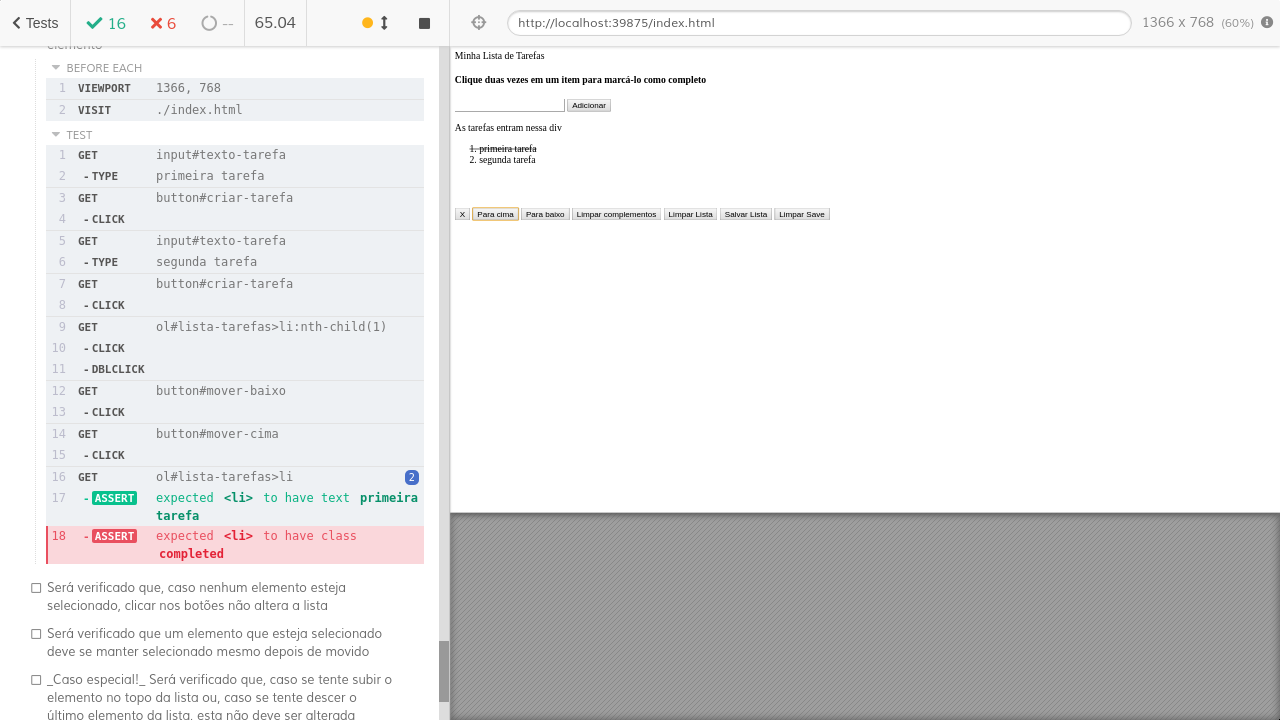 Tests
16
6
--
65.04
http://localhost:39875/index.html
1366 x 768 (60%)
elemento
BEFORE EACH
1 VIEWPORT 1366, 768
2 VISIT ./index.html
TEST
1 GET input#texto-tarefa
2 - TYPE primeira tarefa
3 GET button#criar-tarefa
4 - CLICK
5 GET input#texto-tarefa
6 - TYPE segunda tarefa
7 GET button#criar-tarefa
8 - CLICK
9 GET ol#lista-tarefas>li:nth-child(1)
10 - CLICK
11 - DBLCLICK
12 GET button#mover-baixo
13 - CLICK
14 GET button#mover-cima
15 - CLICK
16 GET ol#lista-tarefas>li 2
17 - ASSERT expected <li> to have text primeira
tarefa
18 - ASSERT expected <li> to have class
completed
Será verificado que, caso nenhum elemento esteja
selecionado, clicar nos botões não altera a lista
Será verificado que um elemento que esteja selecionado
deve se manter selecionado mesmo depois de movido
_Caso especial!_ Será verificado que, caso se tente subir o
elemento no topo da lista ou, caso se tente descer o
último elemento da lista, esta não deve ser alterada
Minha Lista de Tarefas
Clique duas vezes em um item para marcá-lo como completo
Adicionar
As tarefas entram nessa div
1. primeira tarefa
2. segunda tarefa
X Para cima Para baixo Limpar complementos Limpar Lista Salvar Lista Limpar Save